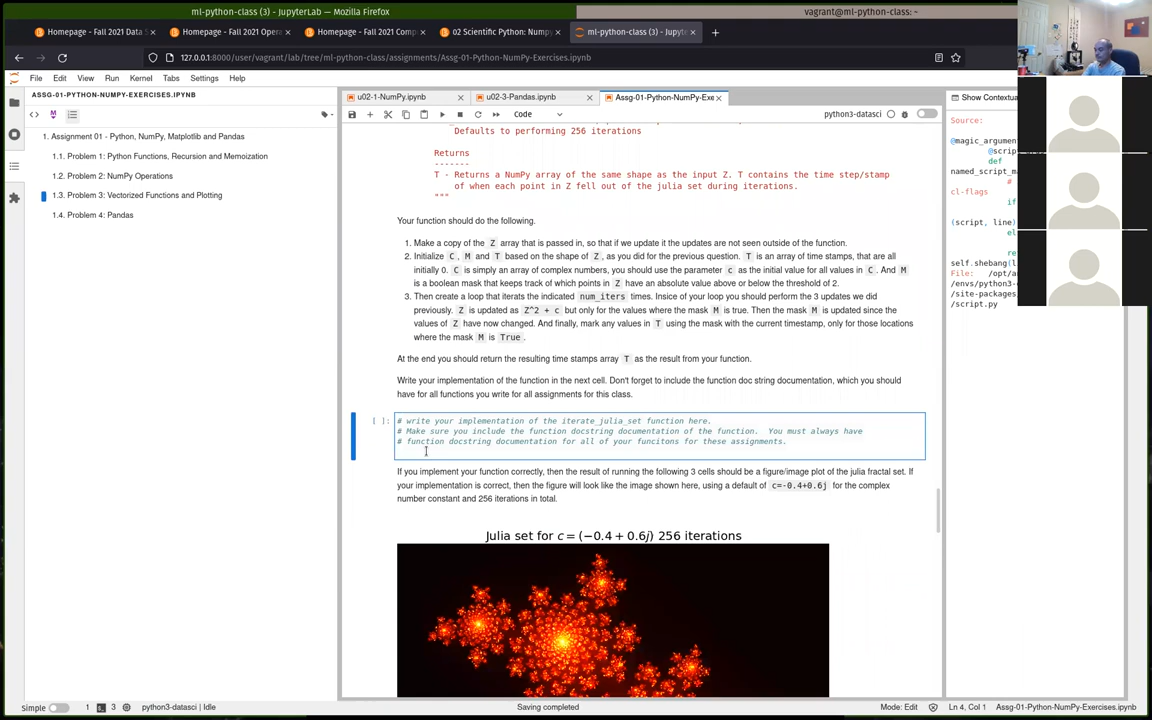 ml-python-class (3) - JupyterLab — Mozilla Firefox
vagrant@ml-python-class: ~
Homepage - Fall 2021 Data S
Homepage - Fall 2021 Opera
Homepage - Fall 2021 Comp
02 Scientific Python: Nump
ml-python-class (3) - Jupyte
127.0.0.1:8000/user/vagrant/lab/tree/ml-python-class/assignments/Assg-01-Python-NumPy-Exercises.ipynb
File Edit View Run Kernel Tabs Settings Help
ASSG-01-PYTHON-NUMPY-EXERCISES.IPYNB
1. Assignment 01 - Python, NumPy, Matplotlib and Pandas
1.1. Problem 1: Python Functions, Recursion and Memoization
1.2. Problem 2: NumPy Operations
1.3. Problem 3: Vectorized Functions and Plotting
1.4. Problem 4: Pandas
u02-1-NumPy.ipynb
u02-3-Pandas.ipynb
Assg-01-Python-NumPy-Exe
Code
python3-datasci
Defaults to performing 256 iterations
Returns
-------
T - Returns a NumPy array of the same shape as the input Z. T contains the time step/stamp
of when each point in Z fell out of the julia set during iterations.
"""
Your function should do the following.
1. Make a copy of the Z array that is passed in, so that if we update it the updates are not seen outside of the function.
2. Initialize C, M and T based on the shape of Z, as you did for the previous question. T is an array of time stamps, that are all
initially 0. C is simply an array of complex numbers, you should use the parameter c as the initial value for all values in C. And M
is a boolean mask that keeps track of which points in Z have an absolute value above or below the threshold of 2.
3. Then create a loop that iterates the indicated num_iters times. Inside of your loop you should perform the 3 updates we did
previously. Z is updated as Z^2 + c but only for the values where the mask M is true. Then the mask M is updated since the
values of Z have now changed. And finally, mark any values in T using the mask with the current timestamp, only for those locations
where the mask M is True.
At the end you should return the resulting time stamps array T as the result from your function.
Write your implementation of the function in the next cell. Don't forget to include the function doc string documentation, which you should
have for all functions you write for all assignments for this class.
[ ]:
# write your implementation of the iterate_julia_set function here.
# Make sure you include the function docstring documentation of the function.  You must always have
# function docstring documentation for all of your funcitons for these assignments.
If you implement your function correctly, then the result of running the following 3 cells should be a figure/image plot of the julia fractal set. If
your implementation is correct, then the figure will look like the image shown here, using a default of c=-0.4+0.6j for the complex
number constant and 256 iterations in total.
Julia set for c = (−0.4 + 0.6j) 256 iterations
Show Contextua
Source:
@magic_argumen
@scrip
def
named_script_m
#
cl-flags
if
(script, line)
el
re
self.shebang(l
File: /opt/a
/envs/python3-
/site-packages
/script.py
Simple
1
3
python3-datasci | Idle
Saving completed
Mode: Edit
Ln 4, Col 1
Assg-01-Python-NumPy-Exercises.ipynb